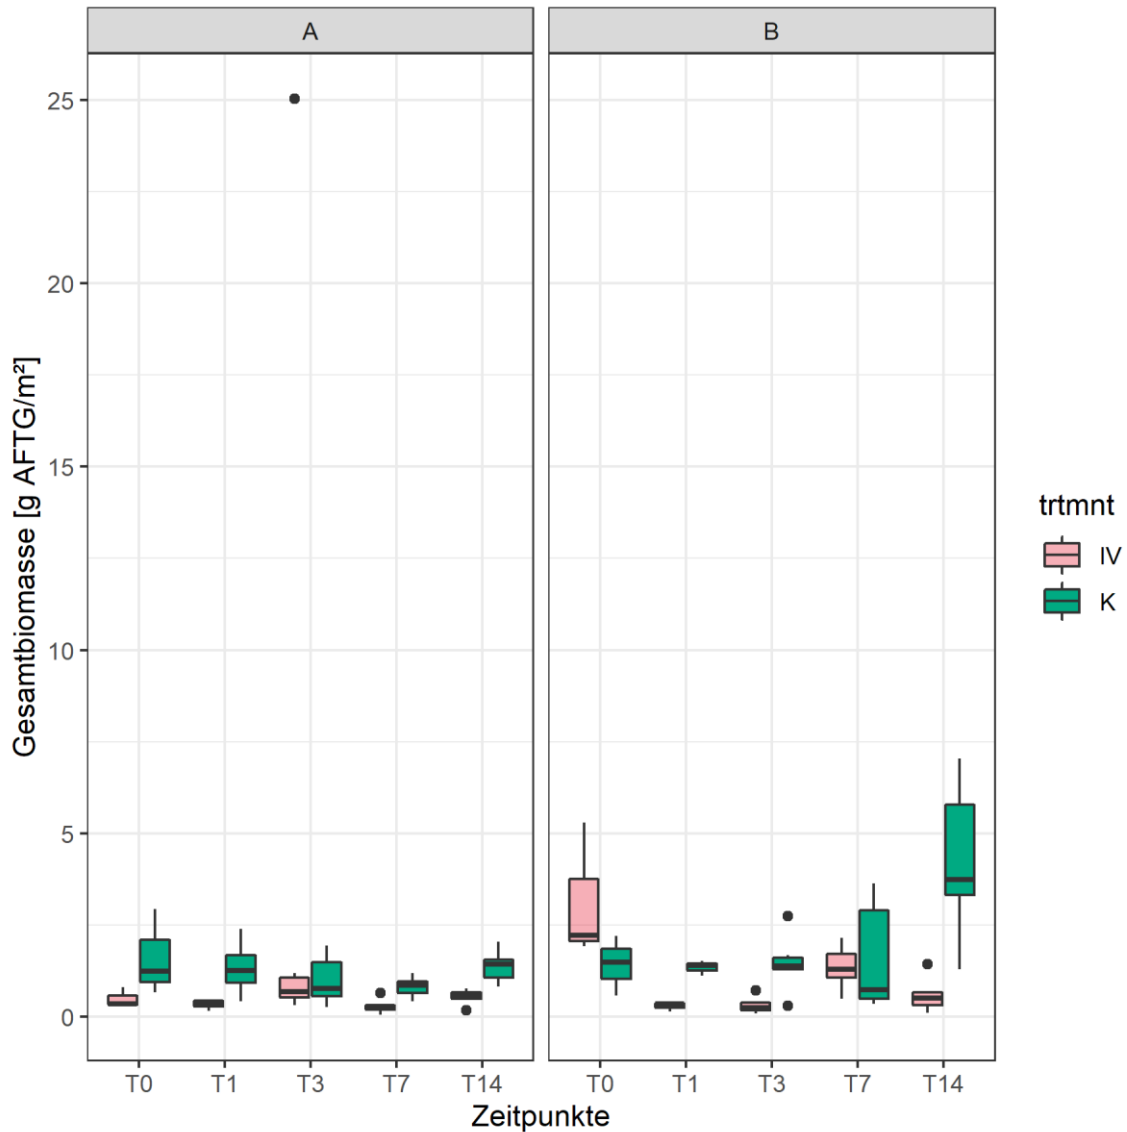 A
B
25
20
15
10
5
0
Gesamtbiomasse [g AFTG/m²]
T0 T1 T3 T7 T14
T0 T1 T3 T7 T14
Zeitpunkte
trtmnt
IV
K